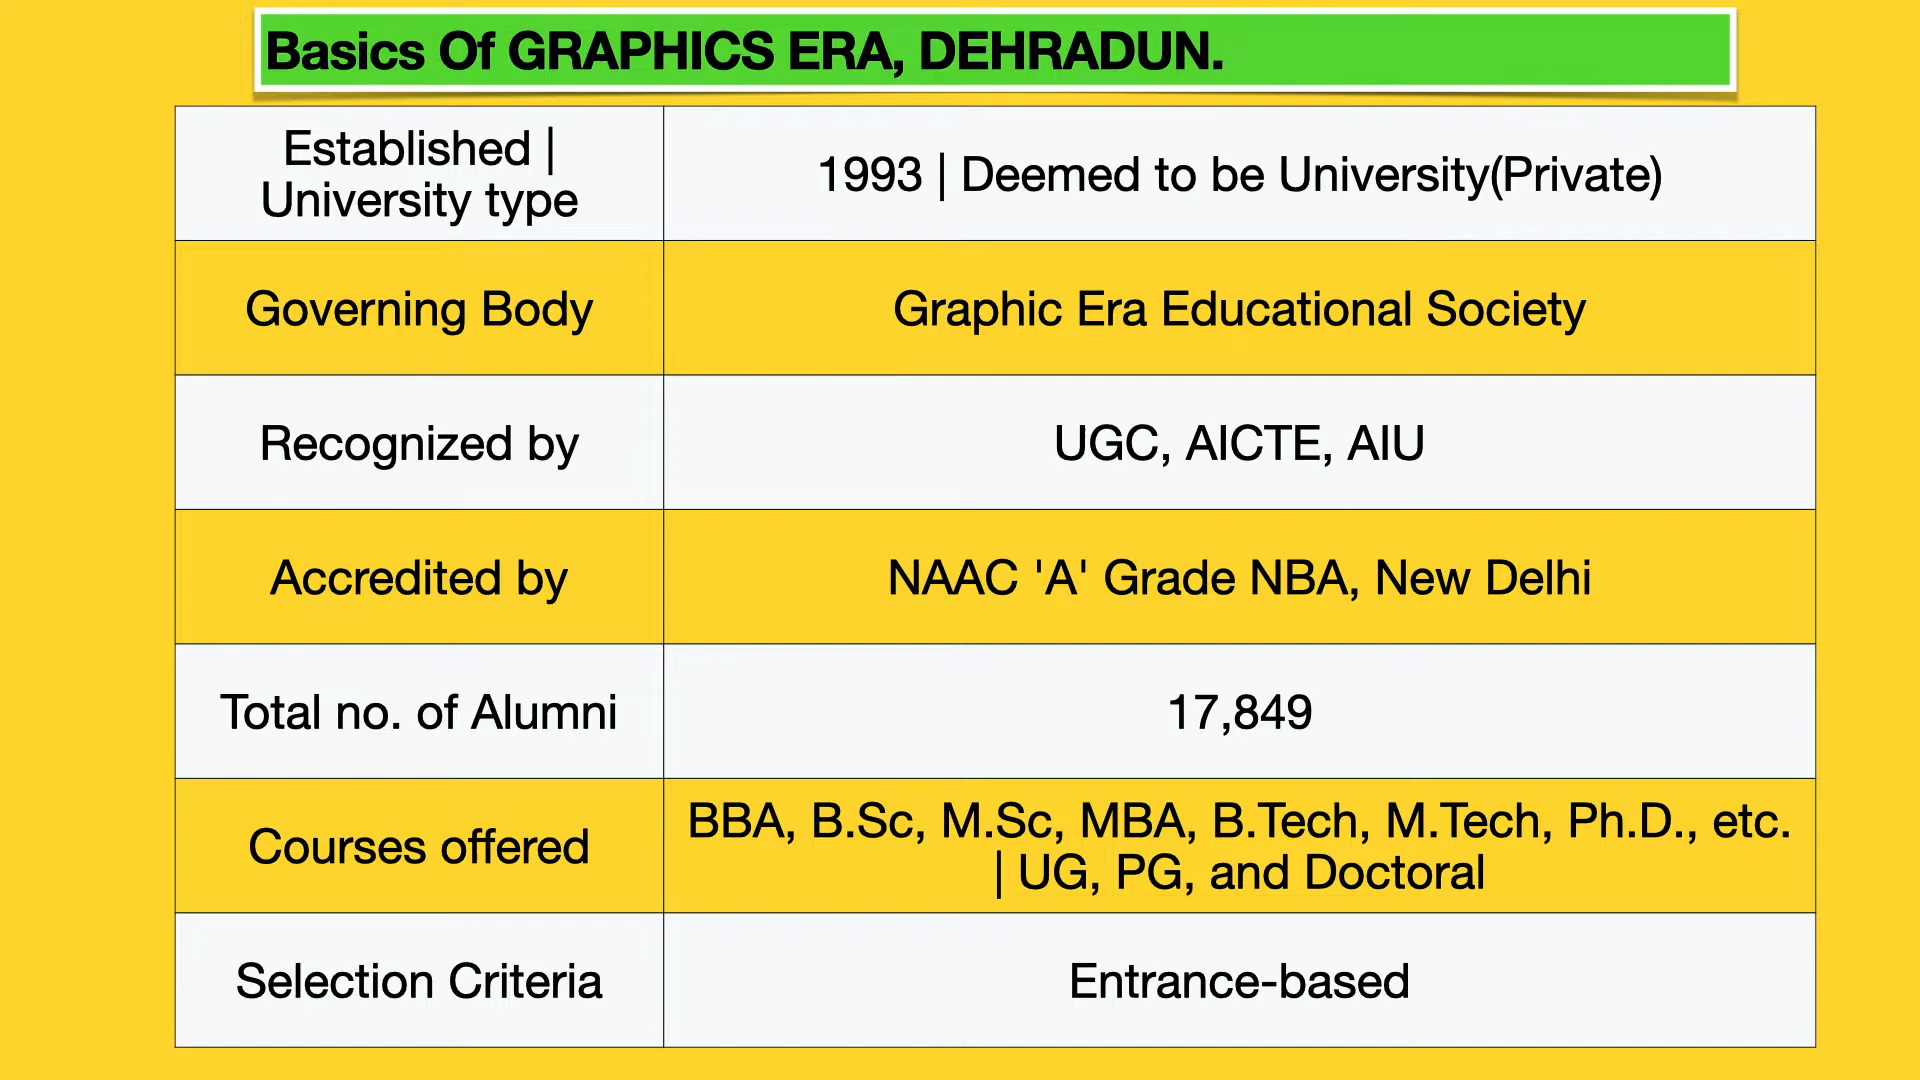 Basics Of GRAPHICS ERA, DEHRADUN.
Established |
University type
1993 | Deemed to be University(Private)
Governing Body
Graphic Era Educational Society
Recognized by
UGC, AICTE, AIU
Accredited by
NAAC 'A' Grade NBA, New Delhi
Total no. of Alumni
17,849
Courses offered
BBA, B.Sc, M.Sc, MBA, B.Tech, M.Tech, Ph.D., etc.
| UG, PG, and Doctoral
Selection Criteria
Entrance-based